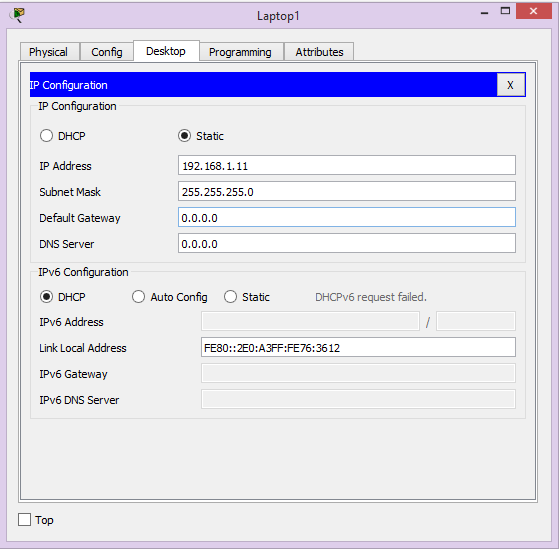 Laptop1
Physical Config Desktop Programming Attributes
IP Configuration X
IP Configuration
DHCP Static
IP Address 192.168.1.11
Subnet Mask 255.255.255.0
Default Gateway 0.0.0.0
DNS Server 0.0.0.0
IPv6 Configuration
DHCP Auto Config Static DHCPv6 request failed.
IPv6 Address /
Link Local Address FE80::2E0:A3FF:FE76:3612
IPv6 Gateway
IPv6 DNS Server
Top